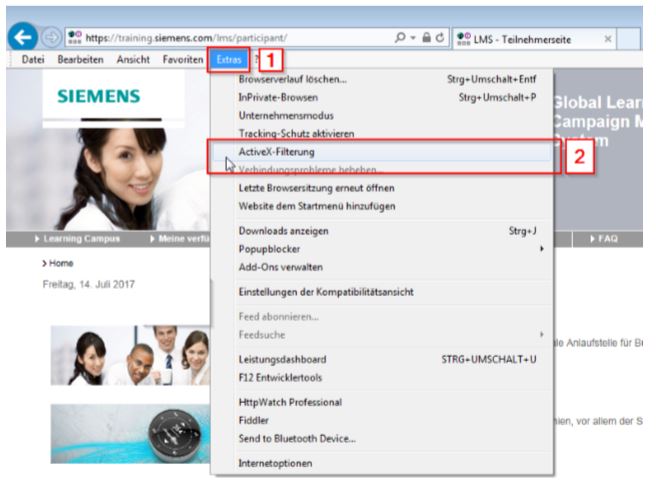 https://training.siemens.com/lms/participant/
LMS - Teilnehmerseite
Datei Bearbeiten Ansicht Favoriten Extras ?
1
SIEMENS
Browserverlauf löschen... Strg+Umschalt+Entf
InPrivate-Browsen Strg+Umschalt+P
Unternehmensmodus
Tracking-Schutz aktivieren
ActiveX-Filterung
2
Verbindungsprobleme beheben...
Letzte Browsersitzung erneut öffnen
Website dem Startmenü hinzufügen
Downloads anzeigen Strg+J
Popupblocker
Add-Ons verwalten
Einstellungen der Kompatibilitätsansicht
Feed abonnieren...
Feedsuche
Leistungsdashboard STRG+UMSCHALT+U
F12 Entwicklertools
HttpWatch Professional
Fiddler
Send to Bluetooth Device...
Internetoptionen
Global Lear
Campaign M
Learning Campus Meine verfü FAQ
Home
Freitag, 14. Juli 2017
le Anlaufstelle für B
ien, vor allem der S